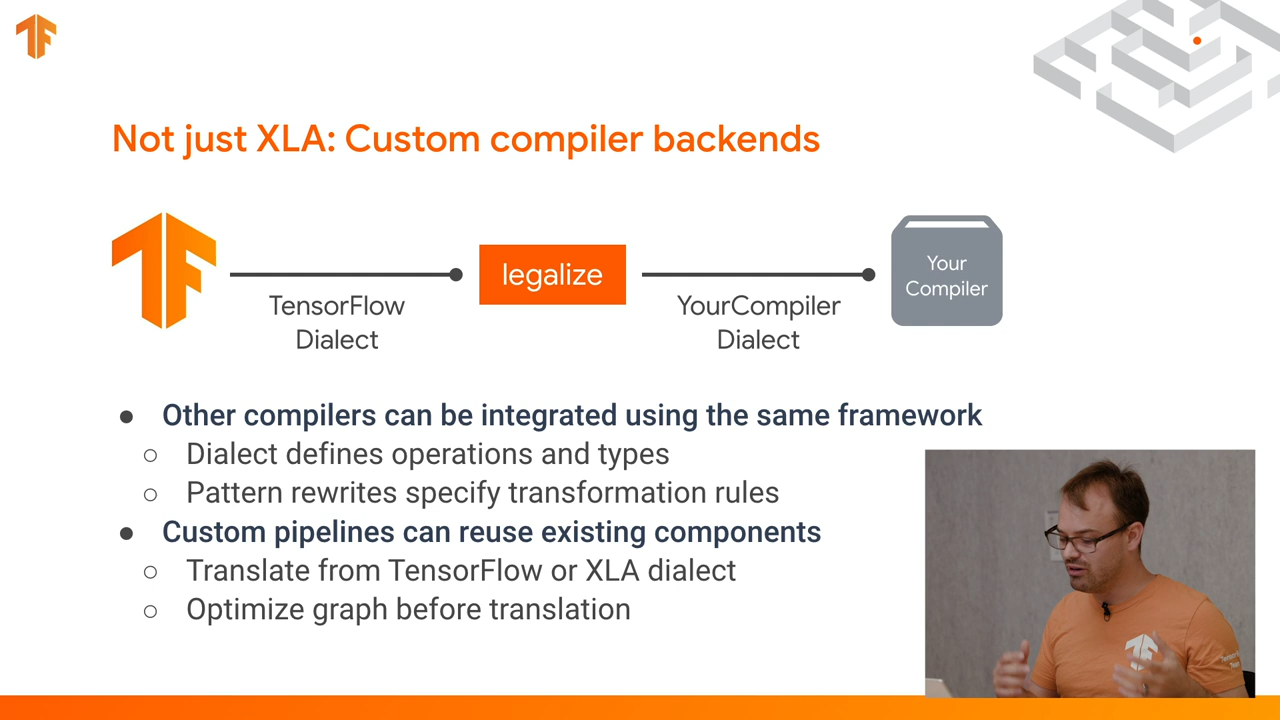 Not just XLA: Custom compiler backends
legalize
Your
Compiler
TensorFlow
Dialect
YourCompiler
Dialect
● Other compilers can be integrated using the same framework
○ Dialect defines operations and types
○ Pattern rewrites specify transformation rules
● Custom pipelines can reuse existing components
○ Translate from TensorFlow or XLA dialect
○ Optimize graph before translation